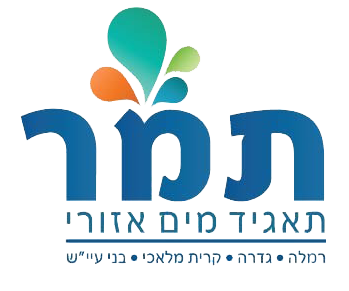 תמר
תאגיד מים אזורי
רמלה • גדרה • קרית מלאכי • בני עיי"ש